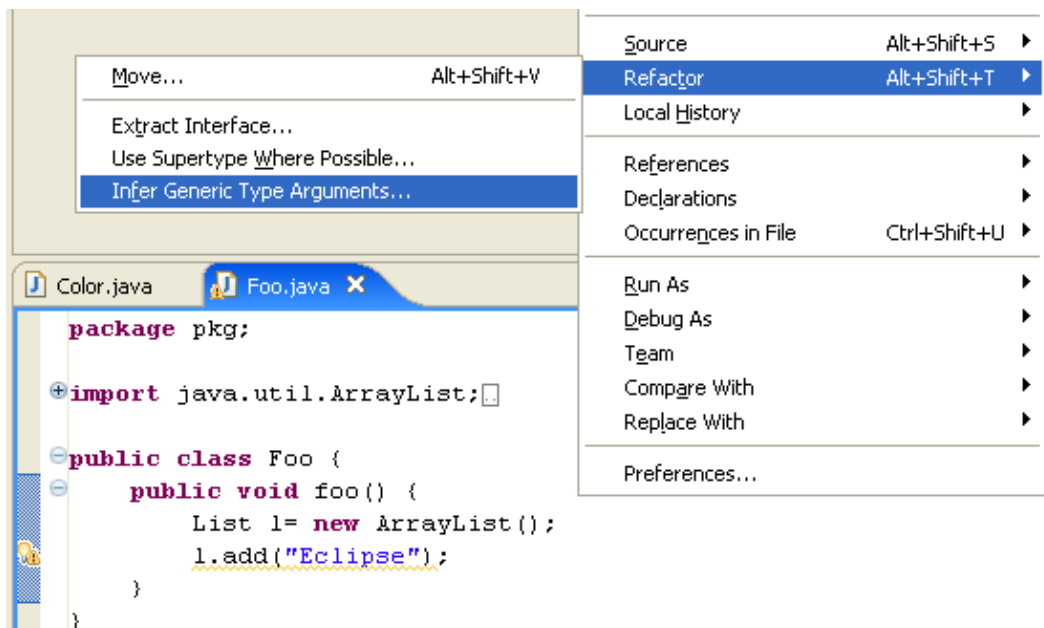 Source Alt+Shift+S
Refactor Alt+Shift+T
Local History
References
Declarations
Occurrences in File Ctrl+Shift+U
Run As
Debug As
Team
Compare With
Replace With
Preferences...
Move... Alt+Shift+V
Extract Interface...
Use Supertype Where Possible...
Infer Generic Type Arguments...
Color.java Foo.java
package pkg;
import java.util.ArrayList;
public class Foo {
public void foo() {
List l= new ArrayList();
l.add("Eclipse");
}
}